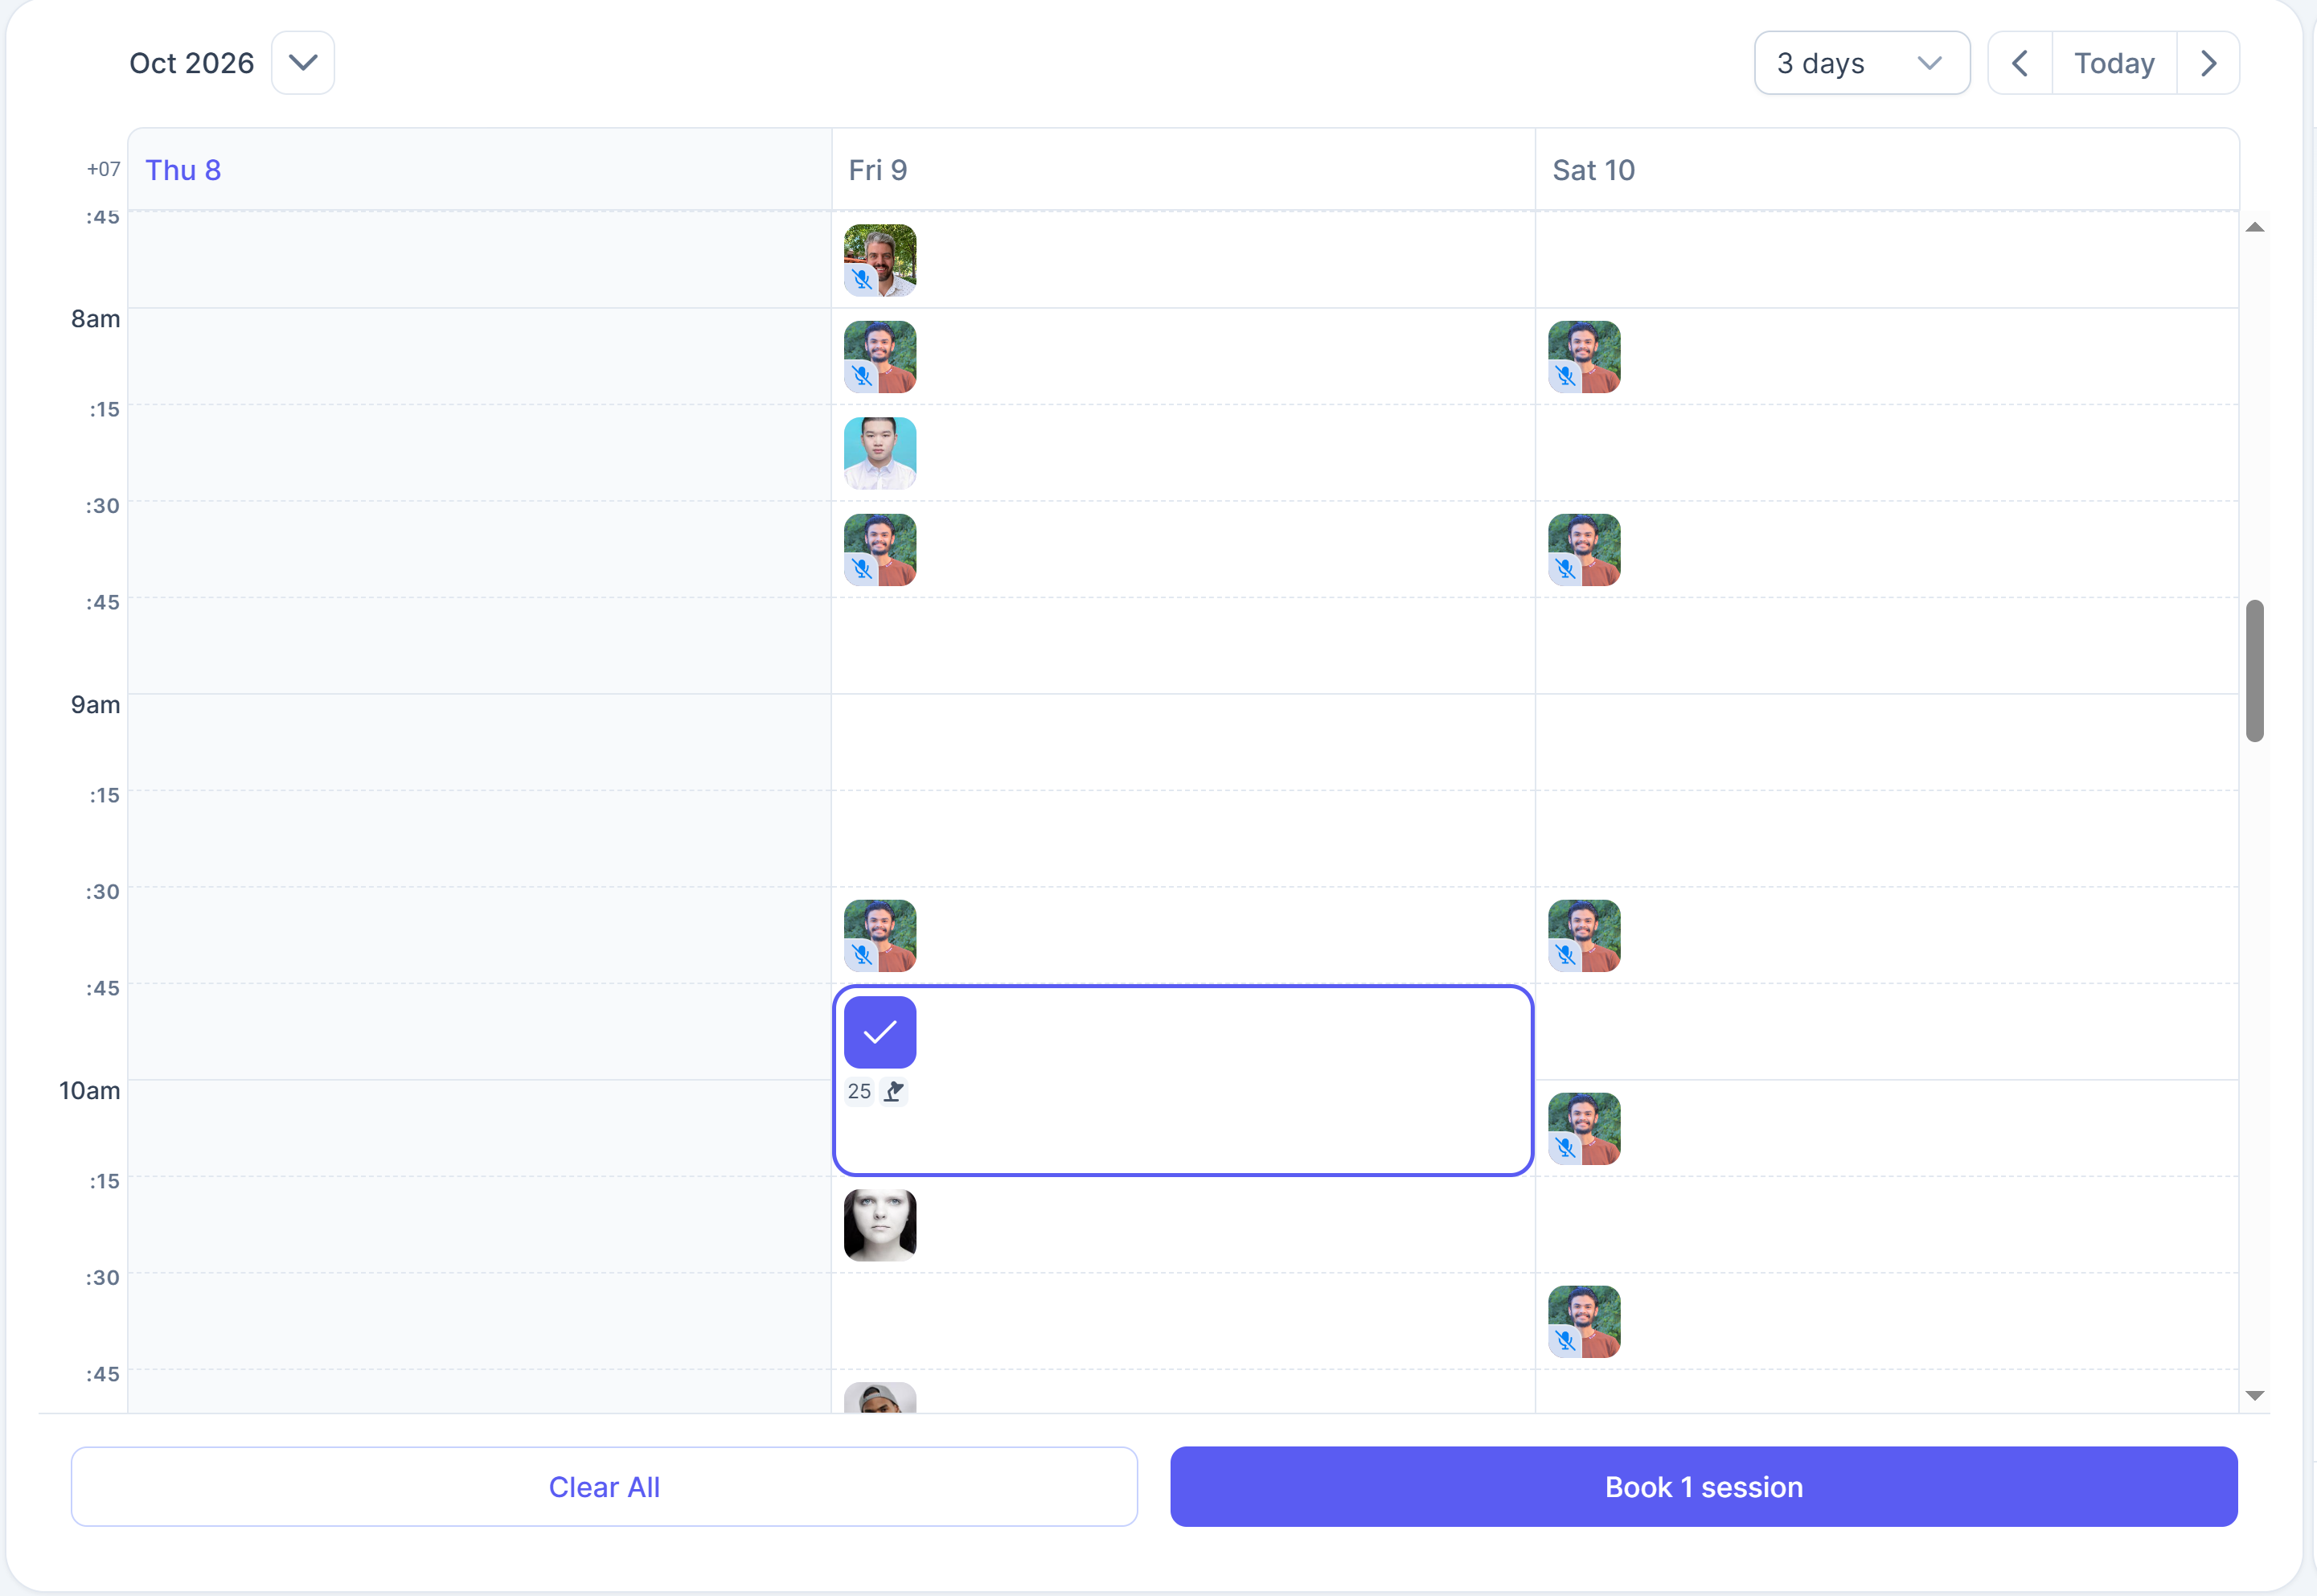 Oct 2026
3 days
Today
+07
Thu 8
Fri 9
Sat 10
:45
8am
:15
:30
:45
9am
:15
:30
:45
10am
25
:15
:30
:45
Clear All
Book 1 session